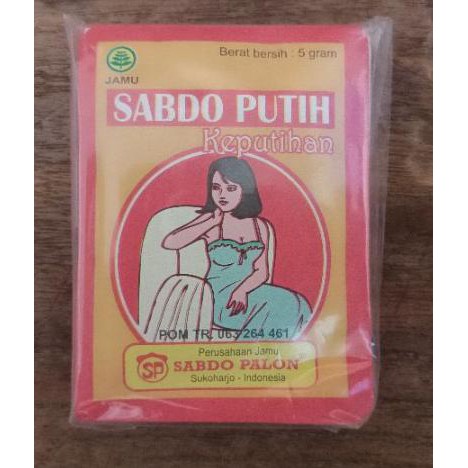 JAMU
Berat bersih : 5 gram
SABDO PUTIH
Keputihan
POM TR. 063 264 461
Perusahaan Jamu
SP SABDO PALON
Sukoharjo - Indonesia